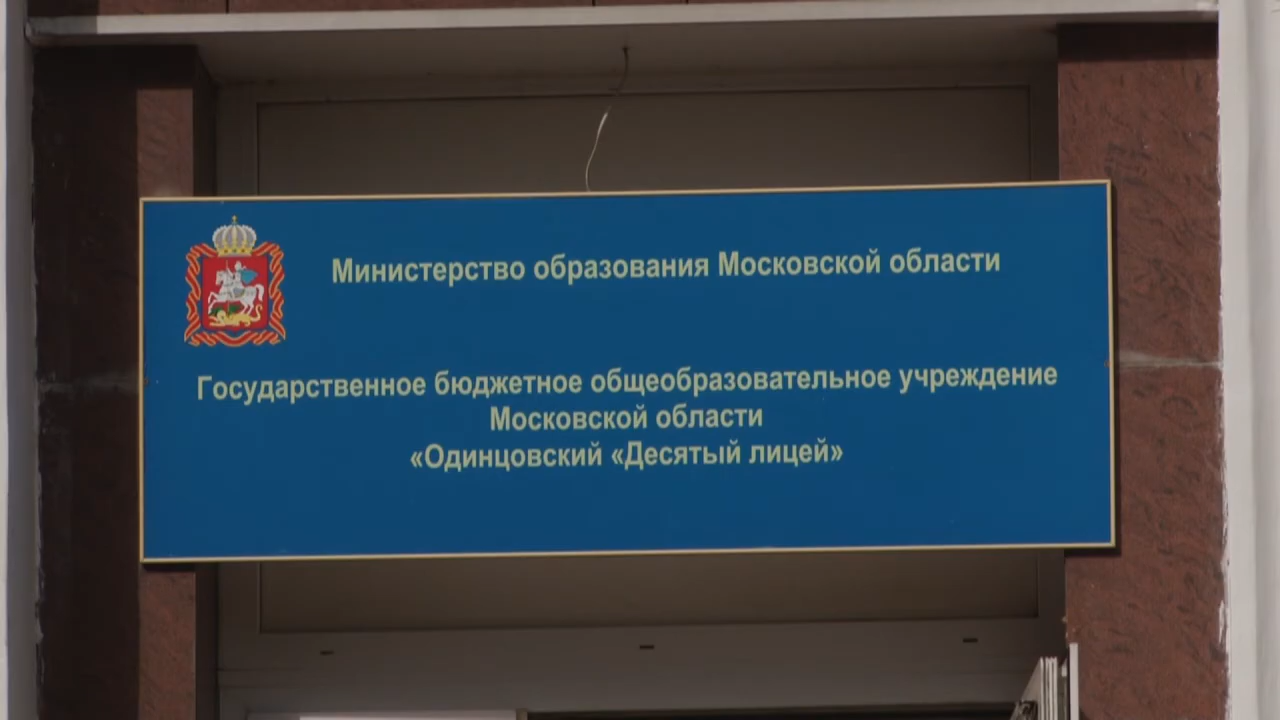 Министерство образования Московской области
Государственное бюджетное общеобразовательное учреждение
Московской области
«Одинцовский «Десятый лицей»